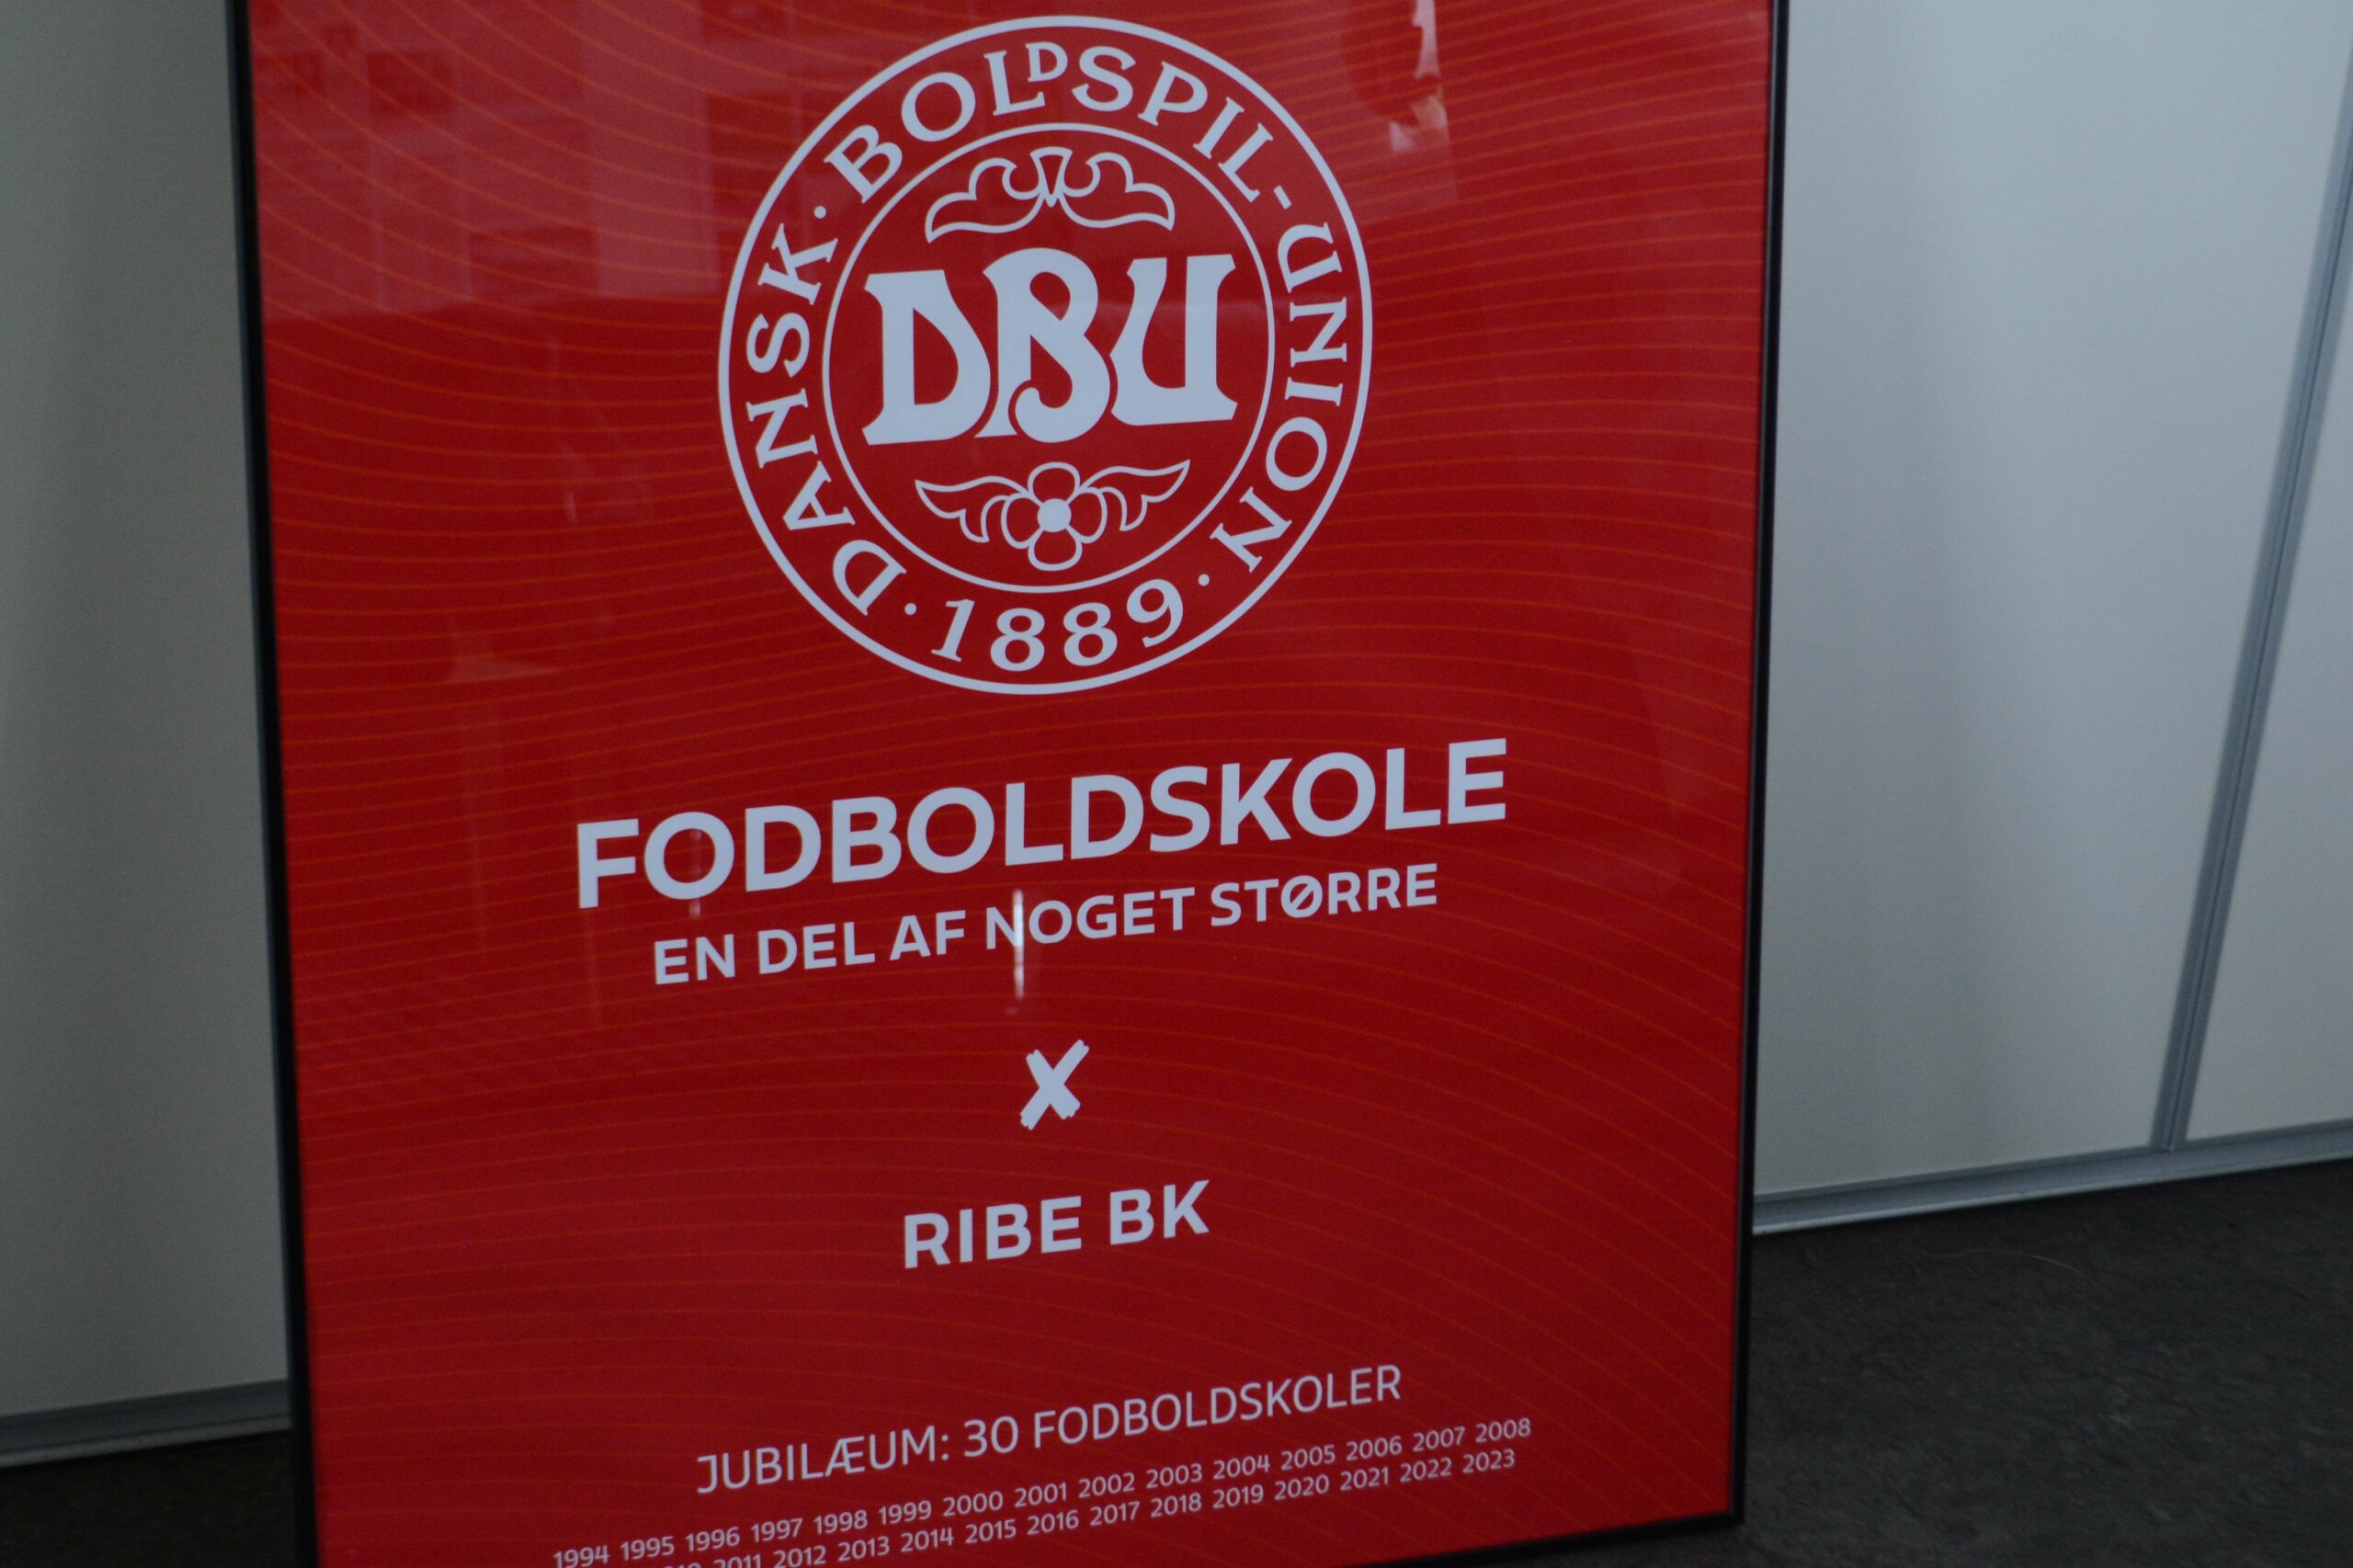 DANSK · BOLDSPIL-UNION · 1889 ·
DBU
FODBOLDSKOLE
EN DEL AF NOGET STØRRE
X
RIBE BK
JUBILÆUM: 30 FODBOLDSKOLER
1994 1995 1996 1997 1998 1999 2000 2001 2002 2003 2004 2005 2006 2007 2008
2011 2012 2013 2014 2015 2016 2017 2018 2019 2020 2021 2022 2023